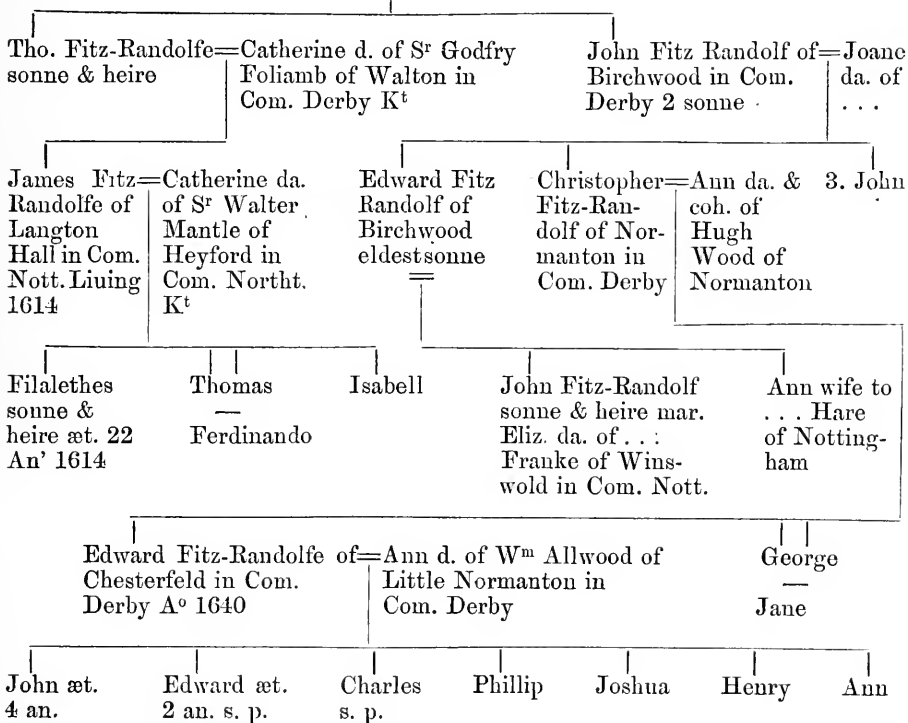 Tho. Fitz-Randolfe=Catherine d. of Sr Godfry
sonne & heire
Foliamb of Walton in
Com. Derby Kt
John Fitz Randolf of=Joane
Birchwood in Com.
Derby 2 sonne
da. of
. . .
James Fitz=Catherine da.
Randolfe of
Langton
Hall in Com.
Nott. Liuing
1614
of Sr Walter
Mantle of
Heyford in
Com. Northt.
Kt
Edward Fitz
Randolf of
Birchwood
eldest sonne
Christopher=Ann da. &
Fitz-Ran-
dolf of Nor-
manton in
Com. Derby
coh. of
Hugh
Wood of
Normanton
3. John
Filalethes
sonne &
heire æt. 22
An' 1614
Thomas
—
Ferdinando
Isabell
John Fitz-Randolf
sonne & heire mar.
Eliz. da. of . . :
Franke of Wins-
wold in Com. Nott.
Ann wife to
. . . Hare
of Notting-
ham
Edward Fitz-Randolfe of=Ann d. of Wm Allwood of
Chesterfeld in Com.
Derby Ao 1640
Little Normanton in
Com. Derby
George
—
Jane
John æt.
4 an.
Edward æt.
2 an. s. p.
Charles
s. p.
Phillip
Joshua
Henry
Ann